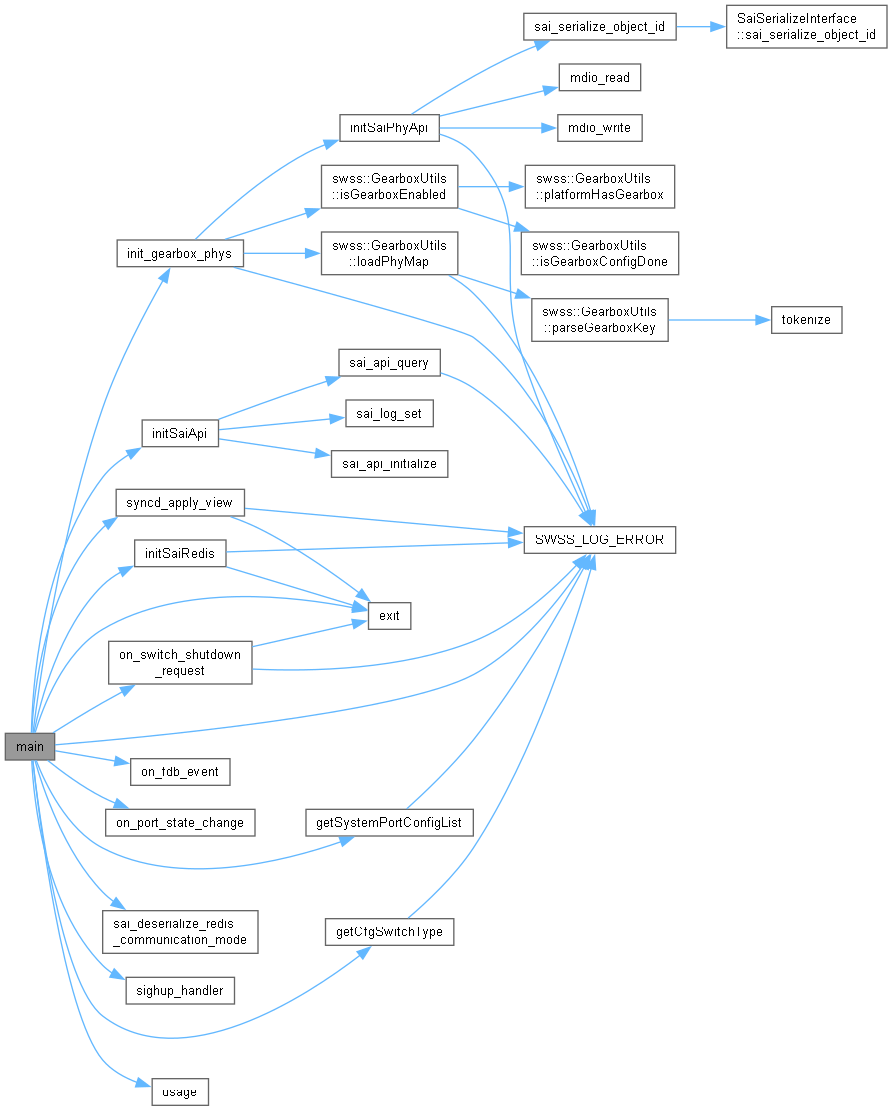 sai_serialize_object_id
SaiSerializeInterface
::sai_serialize_object_id
mdio_read
initSaiPhyApi
mdio_write
swss::GearboxUtils
::isGearboxEnabled
swss::GearboxUtils
::platformHasGearbox
init_gearbox_phys
swss::GearboxUtils
::loadPhyMap
swss::GearboxUtils
::isGearboxConfigDone
swss::GearboxUtils
::parseGearboxKey
tokenize
sai_api_query
initSaiApi
sai_log_set
sai_api_initialize
syncd_apply_view
initSaiRedis
SWSS_LOG_ERROR
exit
on_switch_shutdown
_request
main
on_fdb_event
on_port_state_change
getSystemPortConfigList
sai_deserialize_redis
_communication_mode
getCfgSwitchType
sighup_handler
usage